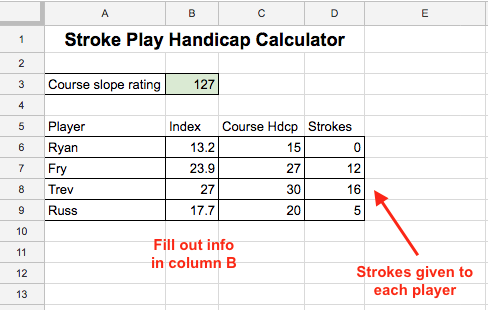 A B C D E
1 Stroke Play Handicap Calculator
2
3 Course slope rating 127
4
5 Player Index Course Hdcp Strokes
6 Ryan 13.2 15 0
7 Fry 23.9 27 12
8 Trev 27 30 16
9 Russ 17.7 20 5
10
11 Fill out info
in column B
12 Strokes given to
13 each player